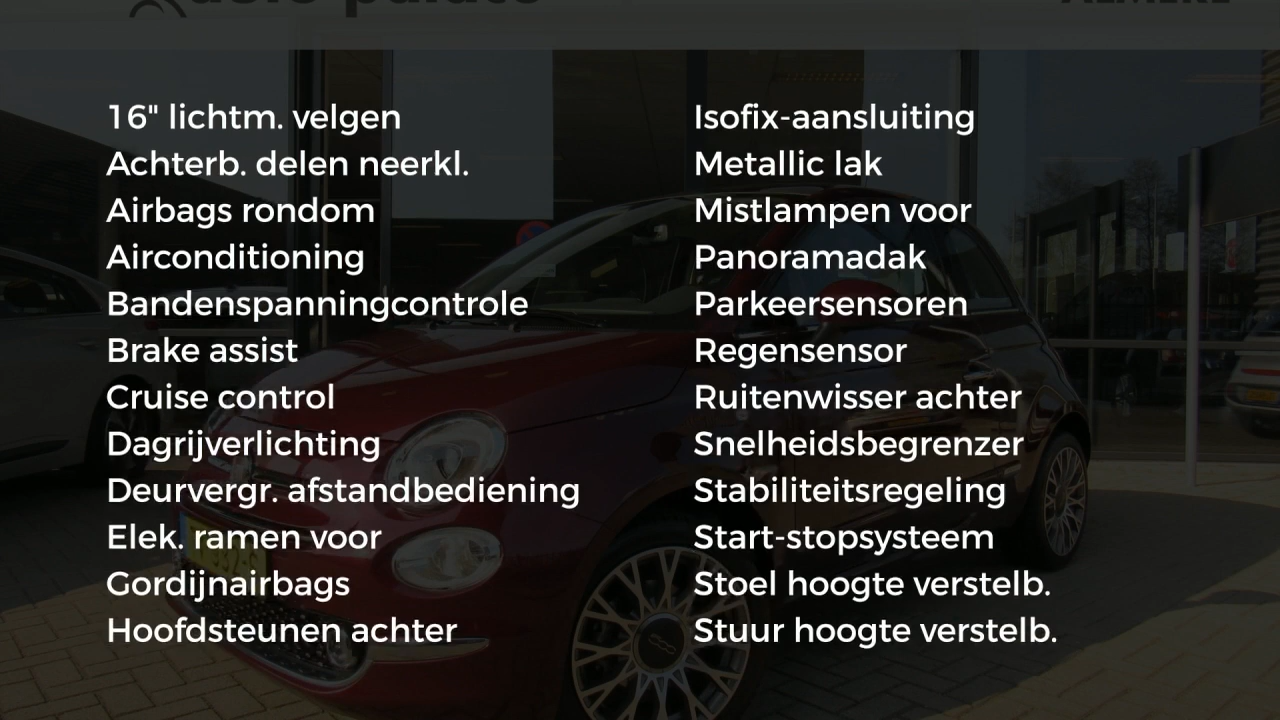 16" lichtm. velgen
Achterb. delen neerkl.
Airbags rondom
Airconditioning
Bandenspanningcontrole
Brake assist
Cruise control
Dagrijverlichting
Deurvergr. afstandbediening
Elek. ramen voor
Gordijnairbags
Hoofdsteunen achter
Isofix-aansluiting
Metallic lak
Mistlampen voor
Panoramadak
Parkeersensoren
Regensensor
Ruitenwisser achter
Snelheidsbegrenzer
Stabiliteitsregeling
Start-stopsysteem
Stoel hoogte verstelb.
Stuur hoogte verstelb.